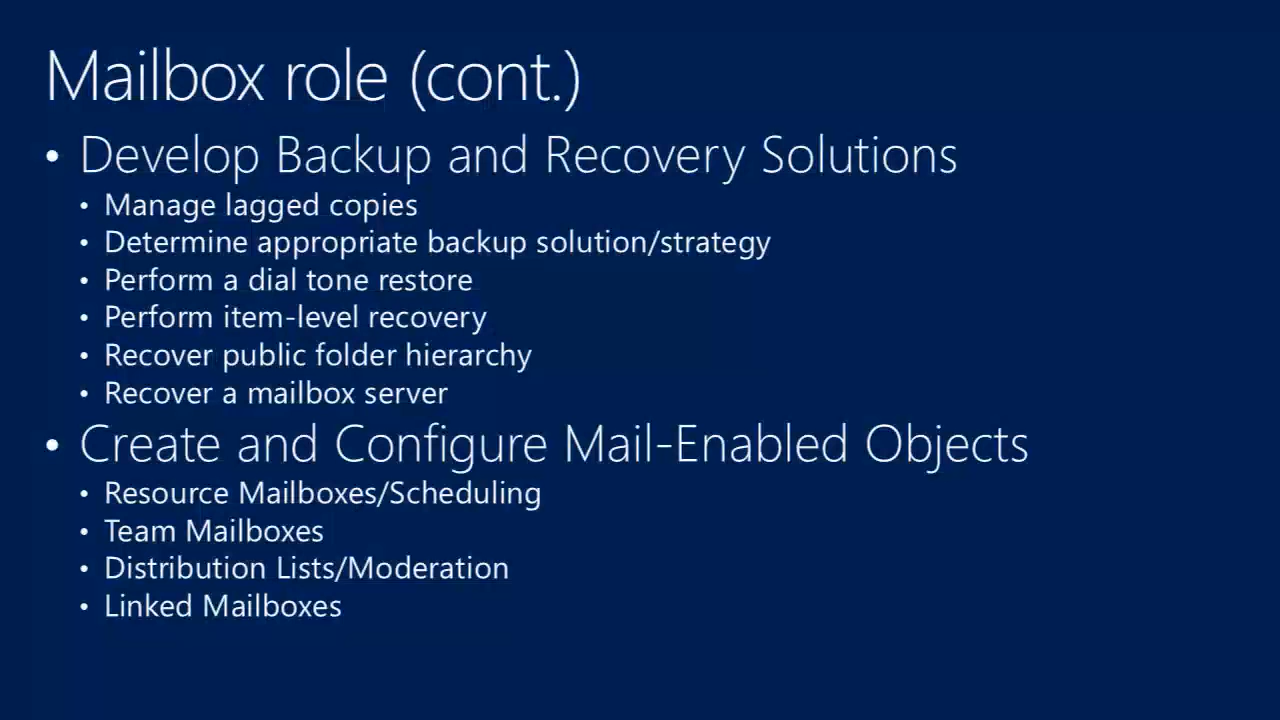 Mailbox role (cont.)
• Develop Backup and Recovery Solutions
• Manage lagged copies
• Determine appropriate backup solution/strategy
• Perform a dial tone restore
• Perform item-level recovery
• Recover public folder hierarchy
• Recover a mailbox server
• Create and Configure Mail-Enabled Objects
• Resource Mailboxes/Scheduling
• Team Mailboxes
• Distribution Lists/Moderation
• Linked Mailboxes